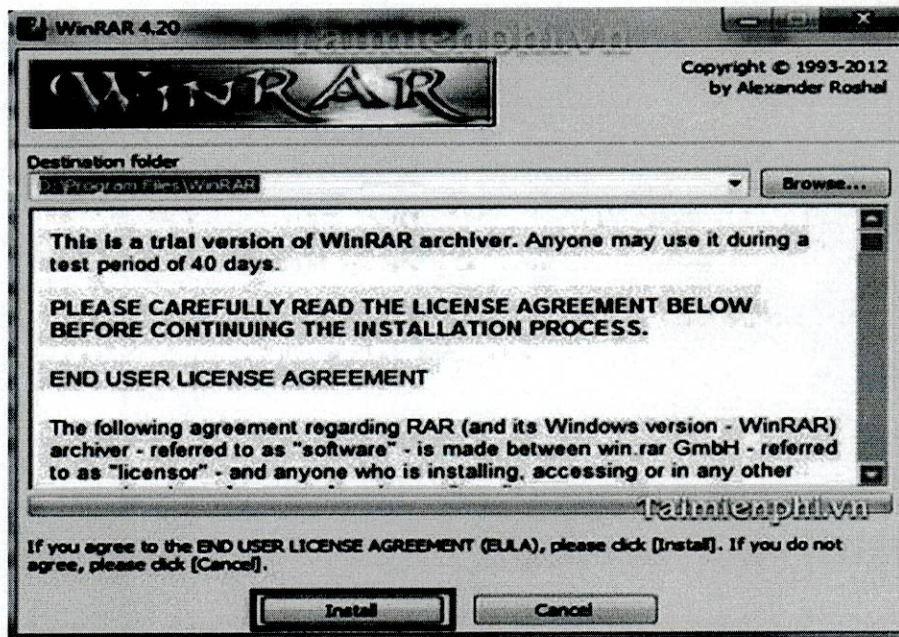 WinRAR 4.20
WINRAR
Copyright © 1993-2012
by Alexander Roshal
Destination folder
D:\Program Files\WinRAR
Browse...
This is a trial version of WinRAR archiver. Anyone may use it during a
test period of 40 days.
PLEASE CAREFULLY READ THE LICENSE AGREEMENT BELOW
BEFORE CONTINUING THE INSTALLATION PROCESS.
END USER LICENSE AGREEMENT
The following agreement regarding RAR (and its Windows version - WinRAR)
archiver - referred to as "software" - is made between win.rar GmbH - referred
to as "licensor" - and anyone who is installing, accessing or in any other
Taimienphi.vn
If you agree to the END USER LICENSE AGREEMENT (EULA), please click [Install]. If you do not
agree, please click [Cancel].
Install
Cancel